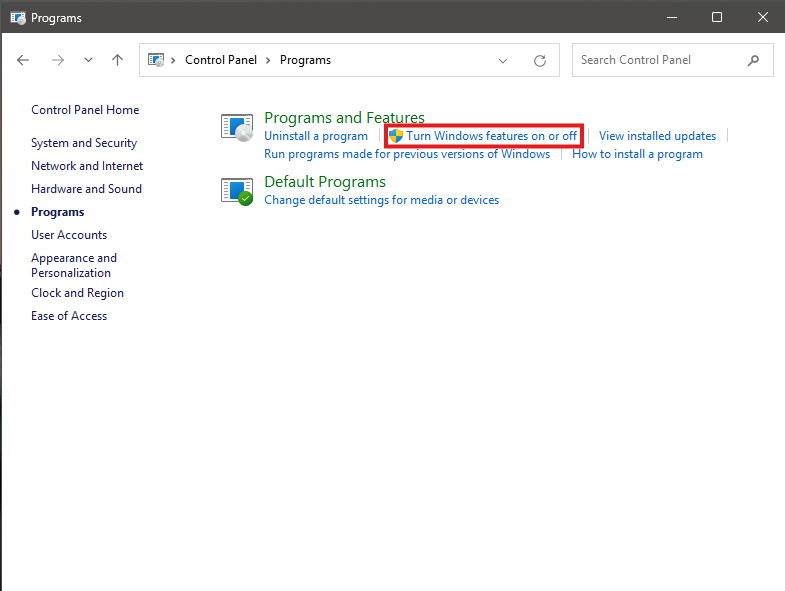 Programs
Control Panel Programs
Search Control Panel
Control Panel Home
System and Security
Network and Internet
Hardware and Sound
Programs
User Accounts
Appearance and
Personalization
Clock and Region
Ease of Access
Programs and Features
Uninstall a program Turn Windows features on or off View installed updates
Run programs made for previous versions of Windows How to install a program
Default Programs
Change default settings for media or devices